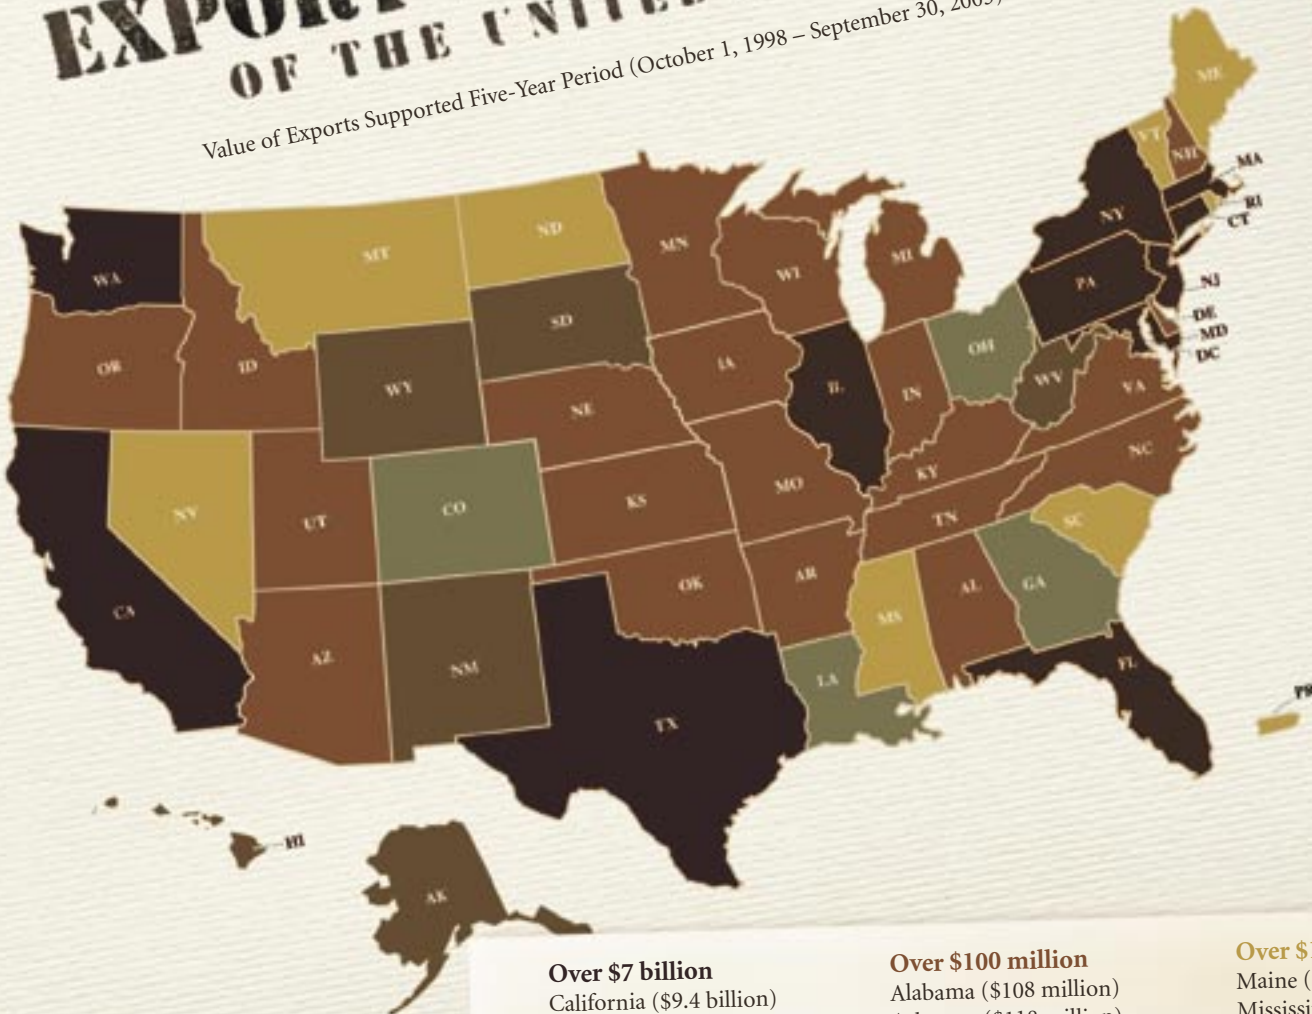 OF THE
Value of Exports Supported Five-Year Period (October 1, 1998 – September 30, 2003)
ME
VT
NH
MA
RI
CT
NY
WA
MT
ND
MN
WI
MI
PA
NJ
DE
MD
DC
OR
ID
SD
WY
IA
OH
WV
IL
IN
VA
NE
KY
NC
NV
UT
CO
KS
MO
TN
SC
CA
AZ
NM
OK
AR
MS
AL
GA
TX
LA
FL
PR
HI
AK
Over $7 billion
California ($9.4 billion)
Over $100 million
Alabama ($108 million)
Over
Maine